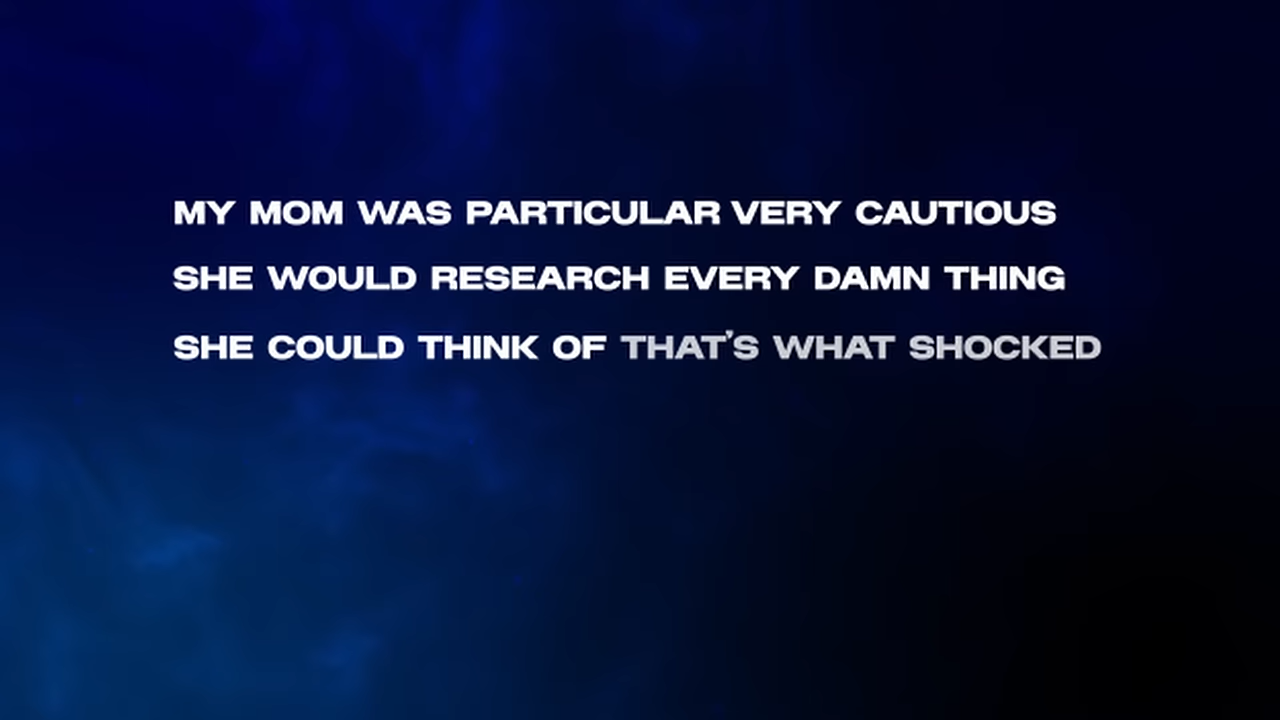 MY MOM WAS PARTICULAR VERY CAUTIOUS
SHE WOULD RESEARCH EVERY DAMN THING
SHE COULD THINK OF THAT'S WHAT SHOCKED